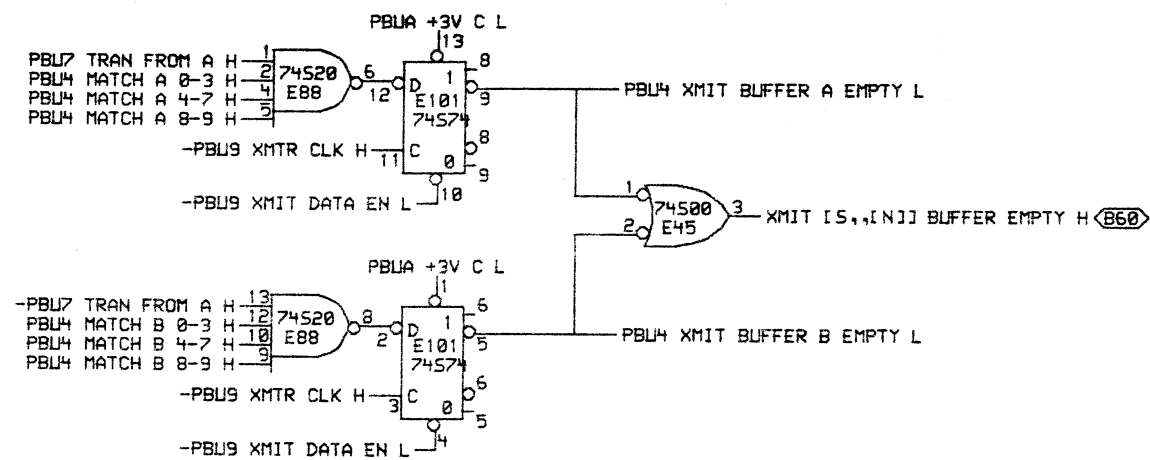 PBUA +3V C L
13
PBU7 TRAN FROM A H 1
PBU4 MATCH A 0-3 H 2
PBU4 MATCH A 4-7 H 4
PBU4 MATCH A 8-9 H 5
74S20
E88
6
12
D
1
E101
74S74
8
9
PBU4 XMIT BUFFER A EMPTY L
-PBU9 XMTR CLK H
11
C
0
8
9
-PBU9 XMIT DATA EN L
10
1
2
74S00
E45
3
XMIT [S,,[N]] BUFFER EMPTY H
B60
PBUA +3V C L
1
-PBU7 TRAN FROM A H 13
PBU4 MATCH B 0-3 H 12
PBU4 MATCH B 4-7 H 10
PBU4 MATCH B 8-9 H 9
74S20
E88
8
2
D
1
E101
74S74
6
5
PBU4 XMIT BUFFER B EMPTY L
-PBU9 XMTR CLK H
3
C
0
6
5
-PBU9 XMIT DATA EN L
4